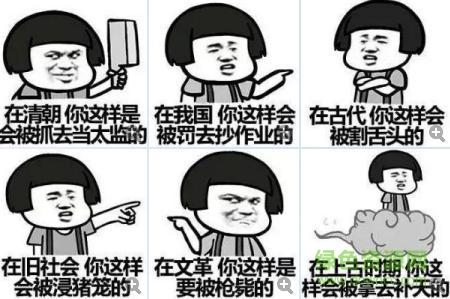 在清朝 你这样是
会被抓去当太监的
在我国 你这样会
被罚去抄作业的
在古代 你这样会
被割舌头的
在旧社会 你这样
会被浸猪笼的
在文革 你这样是
要被枪毙的
在上古时期 你这
样会被拿去补天的